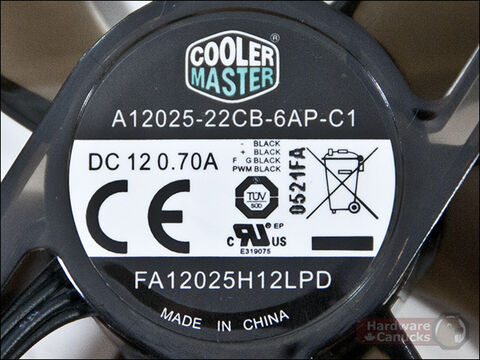 COOLER
MASTER
®
A12025-22CB-6AP-C1
DC 12 0.70A
- BLACK
+ BLACK
F G BLACK
PWM BLACK
CE
TÜV
SÜD
0521FA
c RU US
EP
E319075
FA12025H12LPD
MADE IN CHINA
Hardware
Canucks